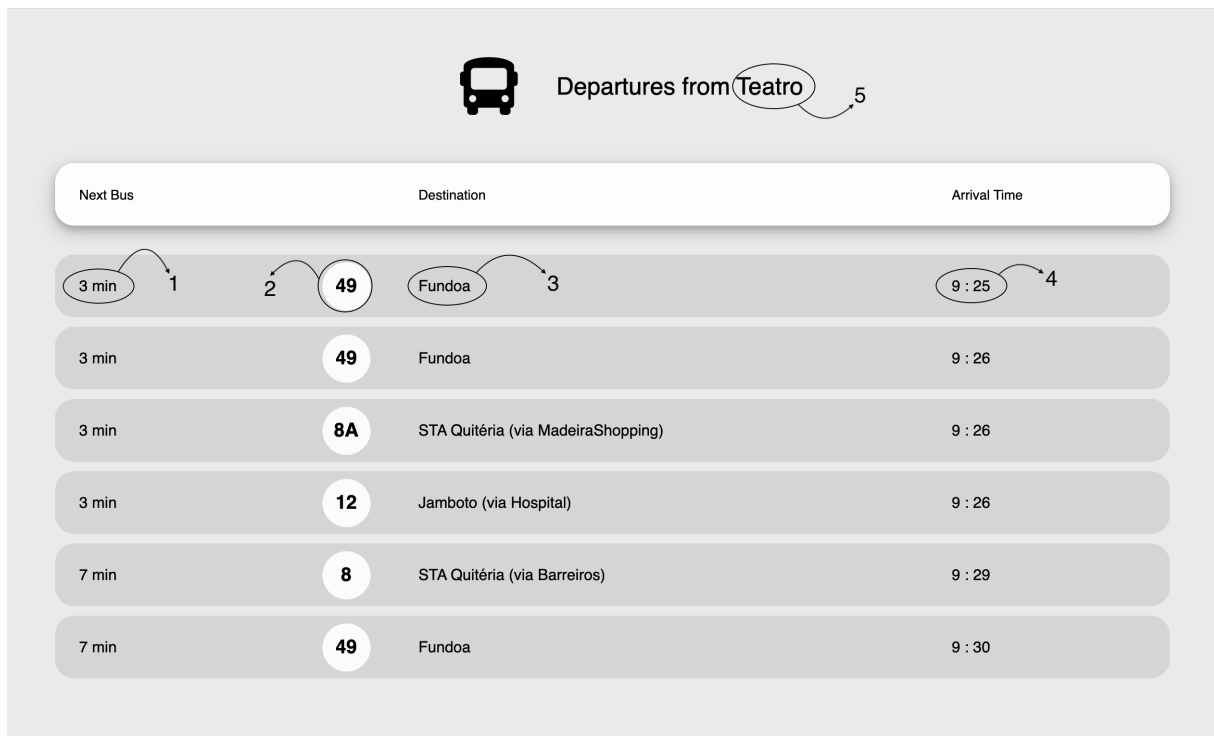 Departures from Teatro 5
Next Bus Destination Arrival Time
3 min 1 2 49 Fundoa 3 9 : 25 4
3 min 49 Fundoa 9 : 26
3 min 8A STA Quitéria (via MadeiraShopping) 9 : 26
3 min 12 Jamboto (via Hospital) 9 : 26
7 min 8 STA Quitéria (via Barreiros) 9 : 29
7 min 49 Fundoa 9 : 30